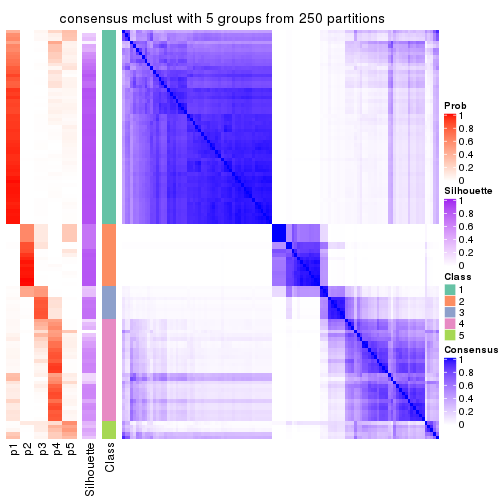 consensus mclust with 5 groups from 250 partitions
Prob
1
0.8
0.6
0.4
0.2
0
Silhouette
1
0.8
0.6
0.4
0.2
0
Class
1
2
3
4
5
Consensus
1
0.8
0.6
0.4
0.2
0
p1
p2
p3
p4
p5
Silhouette
Class